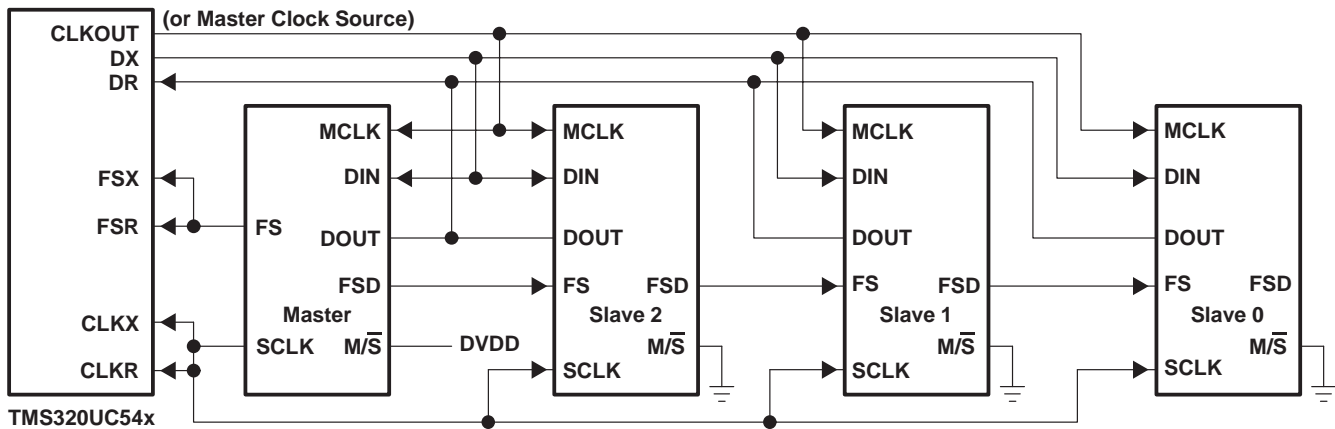 (or Master Clock Source)
CLKOUT
DX
DR
FSX
FSR
CLKX
CLKR
TMS320UC54x
MCLK
DIN
FS
DOUT
FSD
Master
SCLK
M/S̅
DVDD
MCLK
DIN
DOUT
FS
FSD
Slave 2
M/S̅
SCLK
MCLK
DIN
DOUT
FS
FSD
Slave 1
M/S̅
SCLK
MCLK
DIN
DOUT
FS
FSD
Slave 0
M/S̅
SCLK